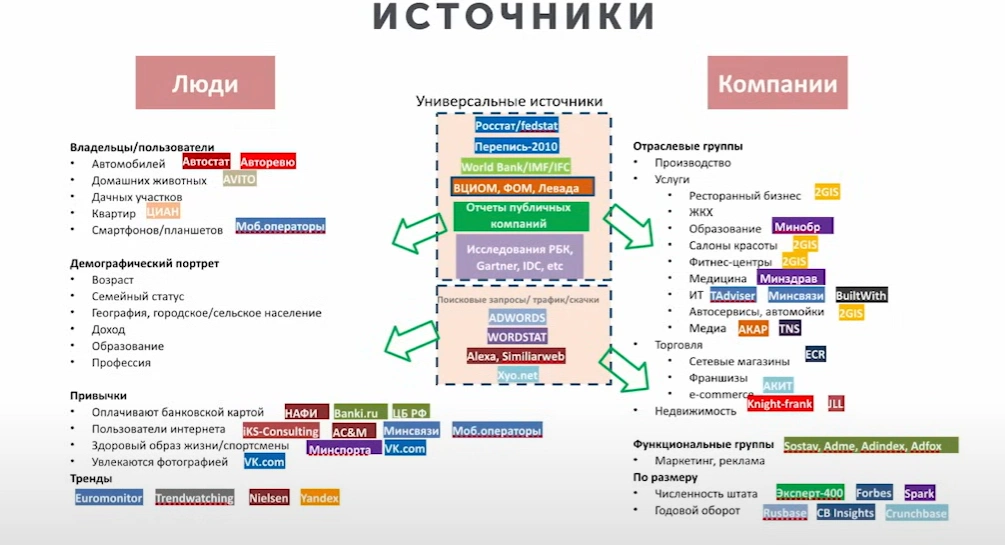 ИСТОЧНИКИ
Люди
Владельцы/пользователи
• Автомобилей Автостат Авторевю
• Домашних животных AVITO
• Дачных участков
• Квартир ЦИАН
• Смартфонов/планшетов Моб.операторы
Демографический портрет
• Возраст
• Семейный статус
• География, городское/сельское население
• Доход
• Образование
• Профессия
Привычки
• Оплачивают банковской картой НАФИ Banki.ru ЦБ РФ
• Пользователи интернета iKS-Consulting AC&M Минсвязи Моб.операторы
• Здоровый образ жизни/спортсмены Минспорта VK.com
• Увлекаются фотографией VK.com
Тренды
Euromonitor Trendwatching Nielsen Yandex
Универсальные источники
Росстат/fedstat
Перепись-2010
World Bank/IMF/IFC
ВЦИОМ, ФОМ, Левада
Отчеты публичных
компаний
Исследования РБК,
Gartner, IDC, etc
Поисковые запросы/ трафик/скачки
ADWORDS
WORDSTAT
Alexa, Similiarweb
Xyo.net
Компании
Отраслевые группы
• Производство
• Услуги
• Ресторанный бизнес 2GIS
• ЖКХ
• Образование Минобр
• Салоны красоты 2GIS
• Фитнес-центры 2GIS
• Медицина Минздрав
• ИТ TAdviser Минсвязи BuiltWith
• Автосервисы, автомойки 2GIS
• Медиа АКАР TNS
• Торговля
• Сетевые магазины ECR
• Франшизы
• e-commerce АКИТ
• Недвижимость Knight-frank JLL
Функциональные группы Sostav, Adme, Adindex, Adfox
• Маркетинг, реклама
По размеру
• Численность штата Эксперт-400 Forbes Spark
• Годовой оборот Rusbase CB Insights Crunchbase